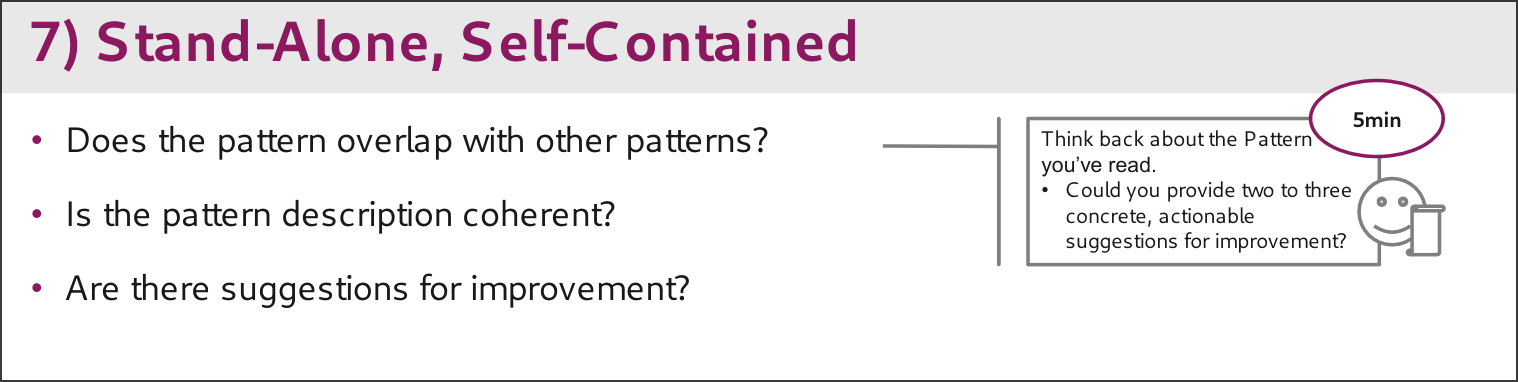 7) Stand-Alone, Self-Contained
• Does the pattern overlap with other patterns?
• Is the pattern description coherent?
• Are there suggestions for improvement?
5min
Think back about the Pattern
you’ve read.
• Could you provide two to three
concrete, actionable
suggestions for improvement?